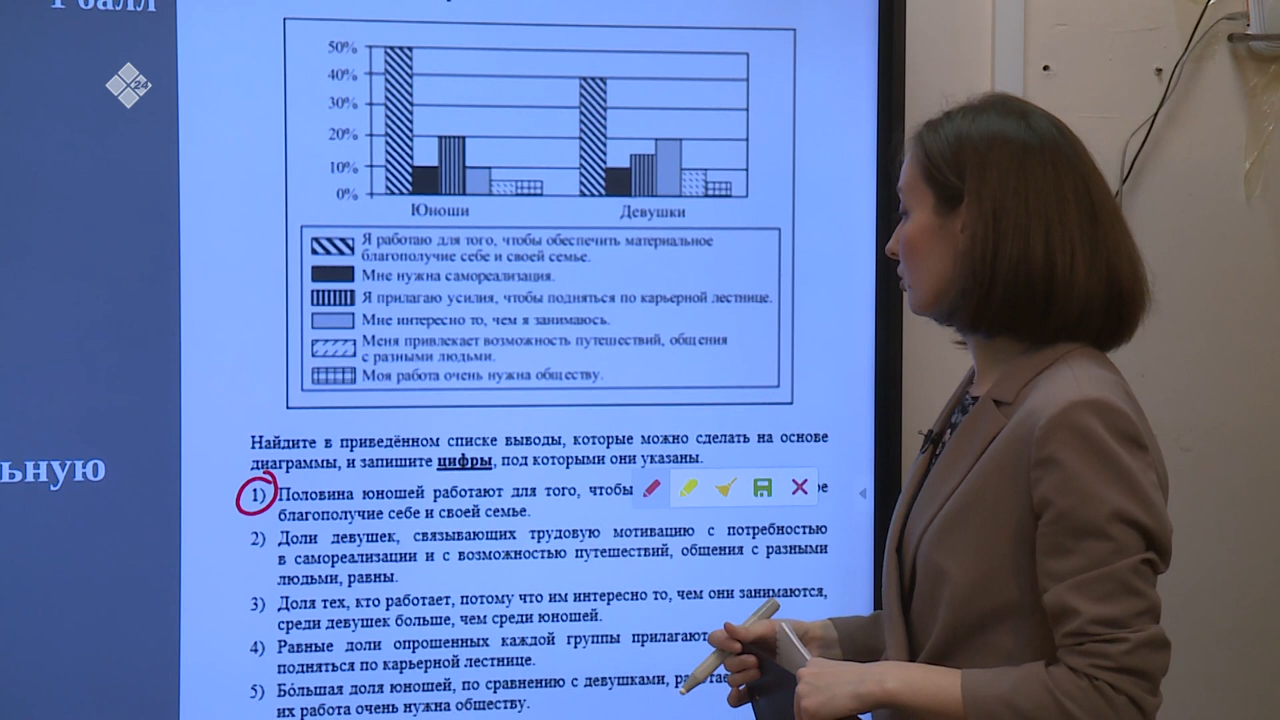 1 балл
24
50%
40%
30%
20%
10%
0%
Юноши
Девушки
Я работаю для того, чтобы обеспечить материальное
благополучие себе и своей семье.
Мне нужна самореализация.
Я прилагаю усилия, чтобы подняться по карьерной лестнице.
Мне интересно то, чем я занимаюсь.
Меня привлекает возможность путешествий, общения
с разными людьми.
Моя работа очень нужна обществу.
ьную
Найдите в приведённом списке выводы, которые можно сделать на основе
диаграммы, и запишите цифры, под которыми они указаны.
1) Половина юношей работают для того, чтобы
благополучие себе и своей семье.
2) Доли девушек, связывающих трудовую мотивацию с потребностью
в самореализации и с возможностью путешествий, общения с разными
людьми, равны.
3) Доля тех, кто работает, потому что им интересно то, чем они занимаются,
среди девушек больше, чем среди юношей.
4) Равные доли опрошенных каждой группы прилагают
подняться по карьерной лестнице.
5) Бóльшая доля юношей, по сравнению с девушками,
их работа очень нужна обществу.